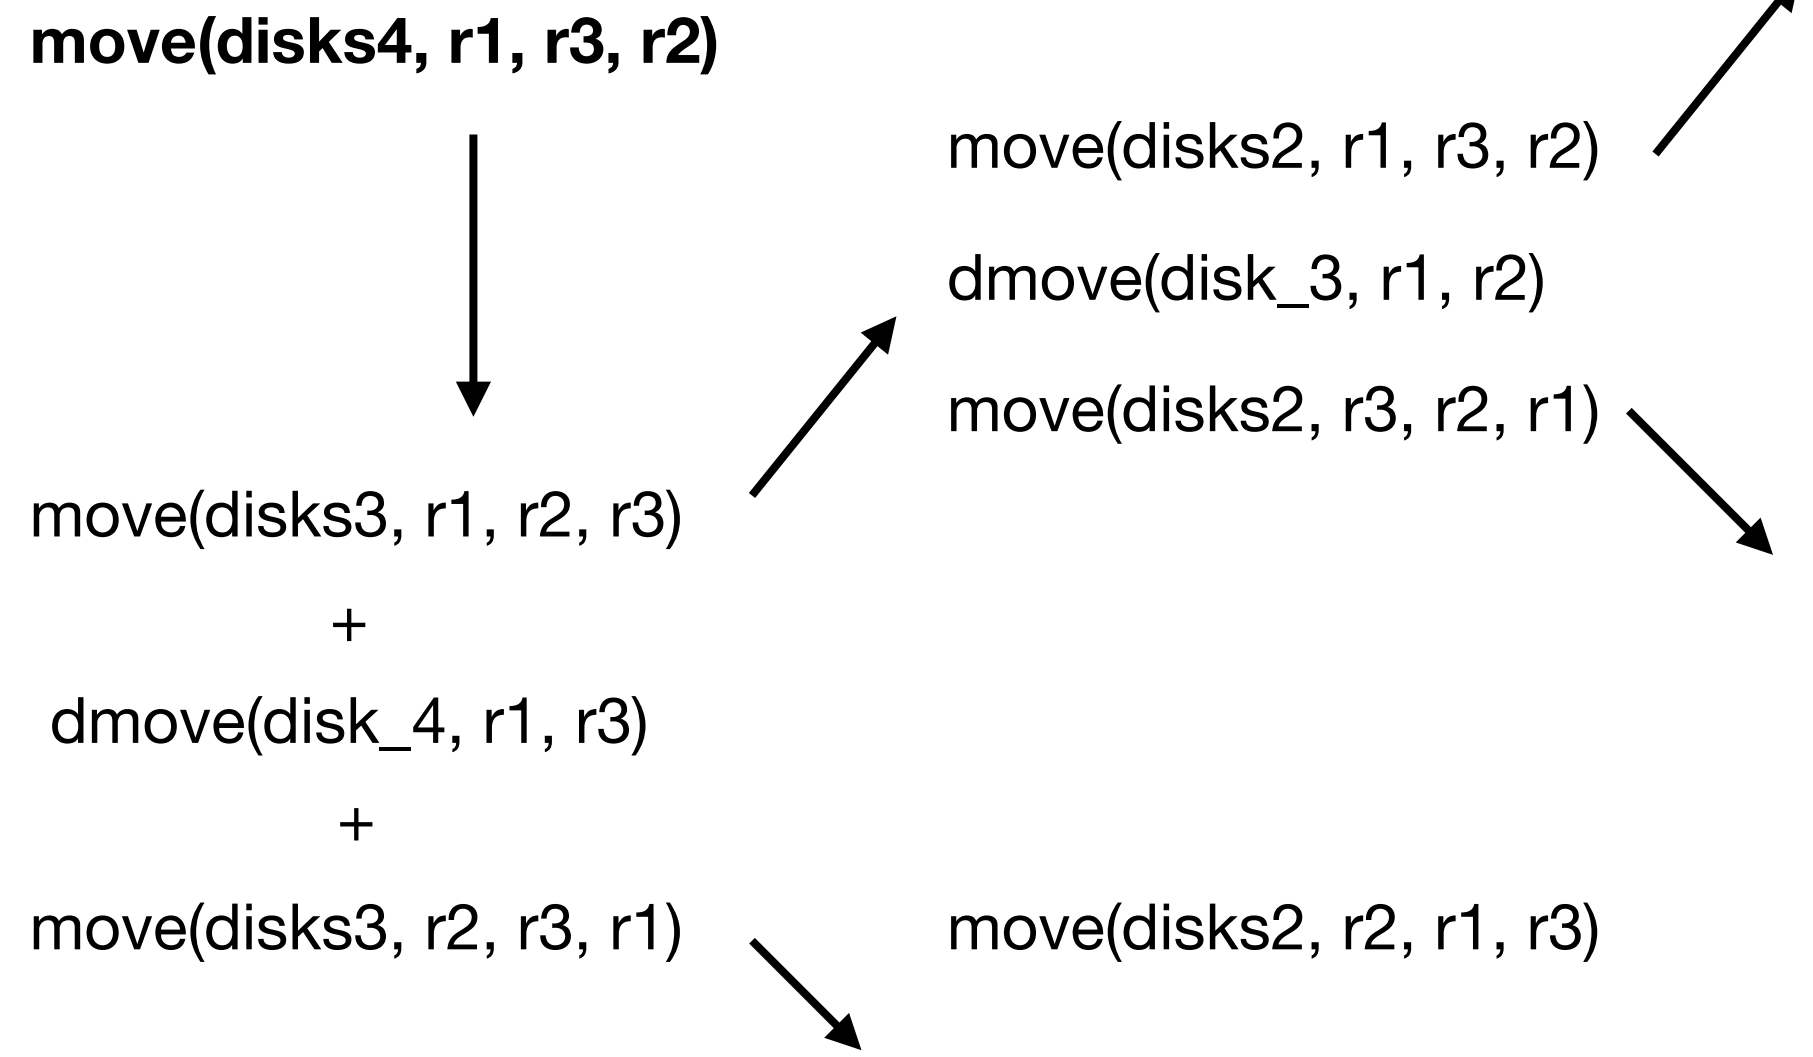 move(disks4, r1, r3, r2)
move(disks3, r1, r2, r3)
+
dmove(disk_4, r1, r3)
+
move(disks3, r2, r3, r1)
move(disks2, r1, r3, r2)
dmove(disk_3, r1, r2)
move(disks2, r3, r2, r1)
move(disks2, r2, r1, r3)